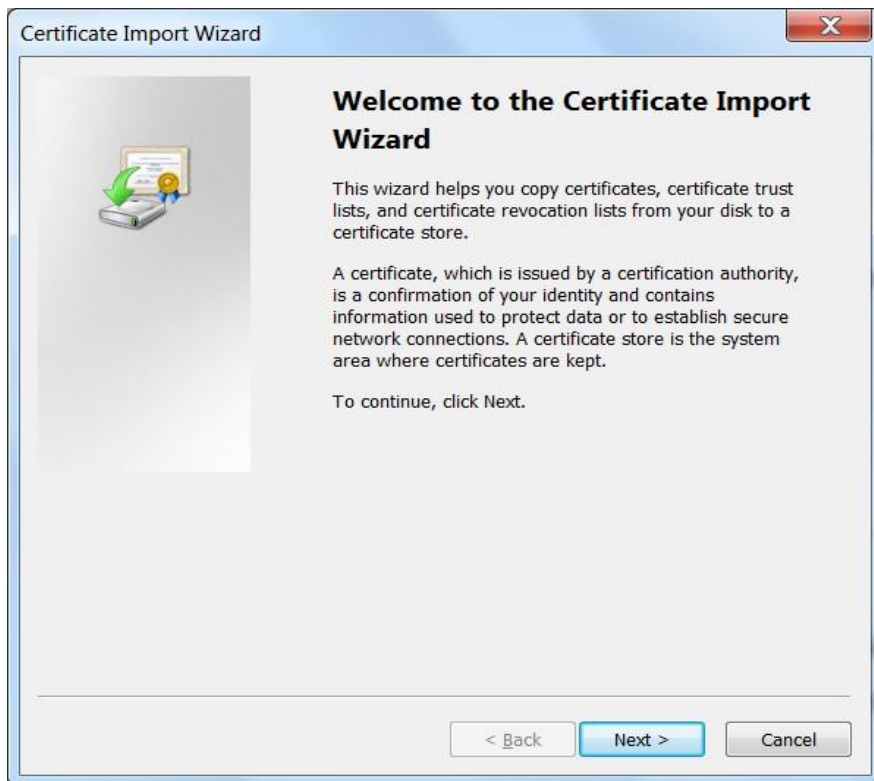 Certificate Import Wizard
Welcome to the Certificate Import
Wizard
This wizard helps you copy certificates, certificate trust
lists, and certificate revocation lists from your disk to a
certificate store.
A certificate, which is issued by a certification authority,
is a confirmation of your identity and contains
information used to protect data or to establish secure
network connections. A certificate store is the system
area where certificates are kept.
To continue, click Next.
< Back
Next >
Cancel